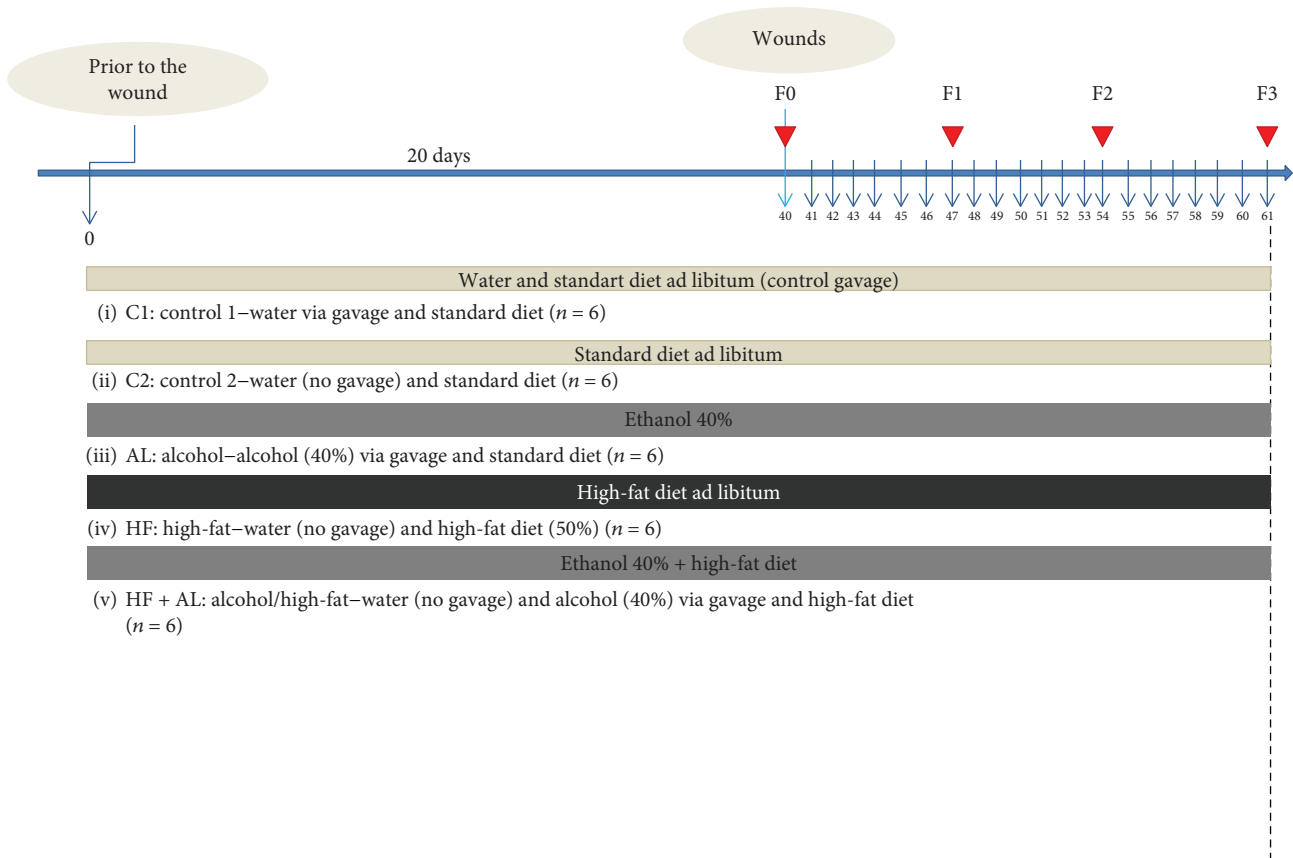 Prior to the
wound
Wounds
F0 F1 F2 F3
20 days
0
40 41 42 43 44 45 46 47 48 49 50 51 52 53 54 55 56 57 58 59 60 61
Water and standart diet ad libitum (control gavage)
(i) C1: control 1−water via gavage and standard diet (n = 6)
Standard diet ad libitum
(ii) C2: control 2−water (no gavage) and standard diet (n = 6)
Ethanol 40%
(iii) AL: alcohol−alcohol (40%) via gavage and standard diet (n = 6)
High-fat diet ad libitum
(iv) HF: high-fat−water (no gavage) and high-fat diet (50%) (n = 6)
Ethanol 40% + high-fat diet
(v) HF + AL: alcohol/high-fat−water (no gavage) and alcohol (40%) via gavage and high-fat diet
(n = 6)